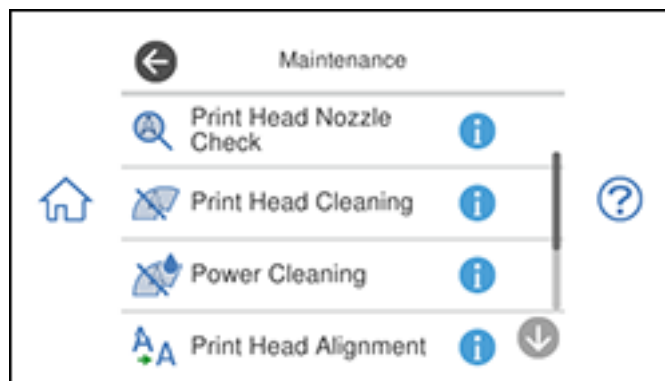 Maintenance
Print Head Nozzle
Check
Print Head Cleaning
Power Cleaning
Print Head Alignment